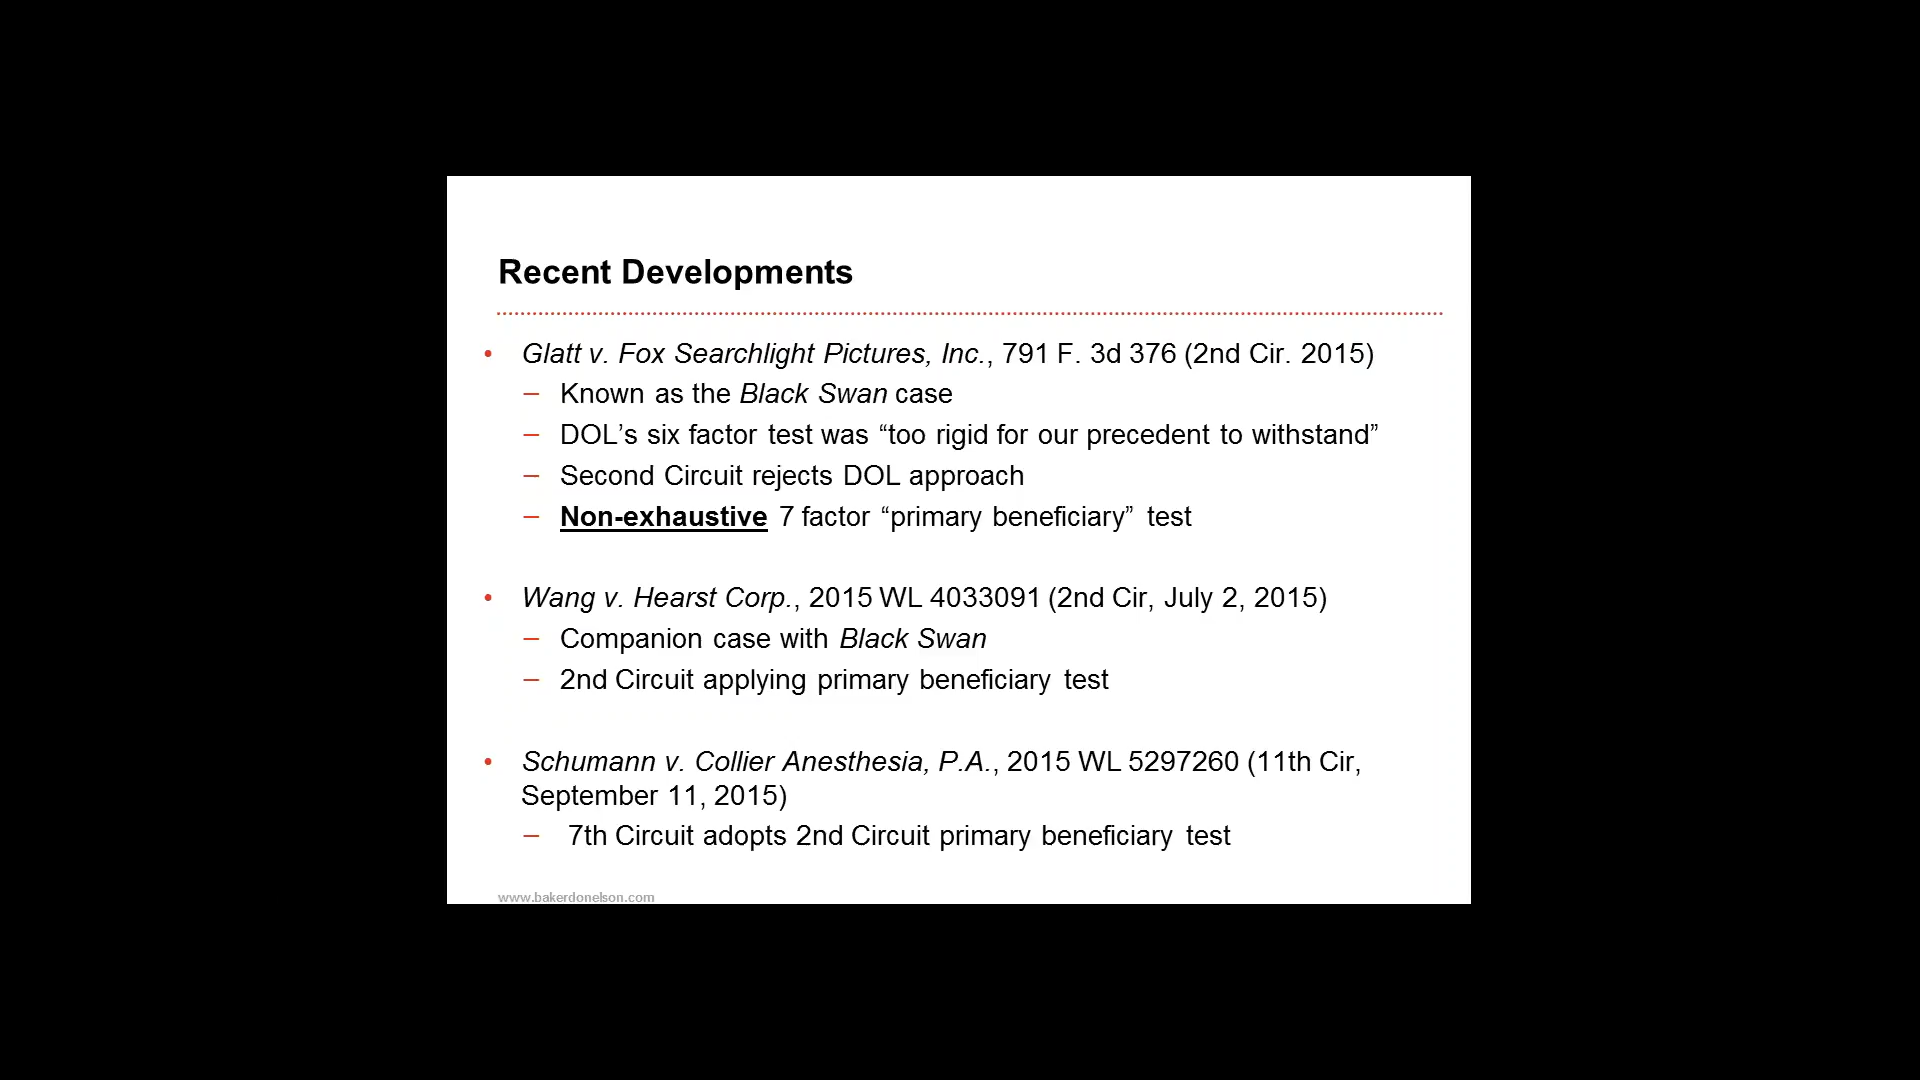 Recent Developments
• Glatt v. Fox Searchlight Pictures, Inc., 791 F. 3d 376 (2nd Cir. 2015)
– Known as the Black Swan case
– DOL’s six factor test was “too rigid for our precedent to withstand”
– Second Circuit rejects DOL approach
– Non-exhaustive 7 factor “primary beneficiary” test
• Wang v. Hearst Corp., 2015 WL 4033091 (2nd Cir, July 2, 2015)
– Companion case with Black Swan
– 2nd Circuit applying primary beneficiary test
• Schumann v. Collier Anesthesia, P.A., 2015 WL 5297260 (11th Cir,
September 11, 2015)
– 7th Circuit adopts 2nd Circuit primary beneficiary test
www.bakerdonelson.com